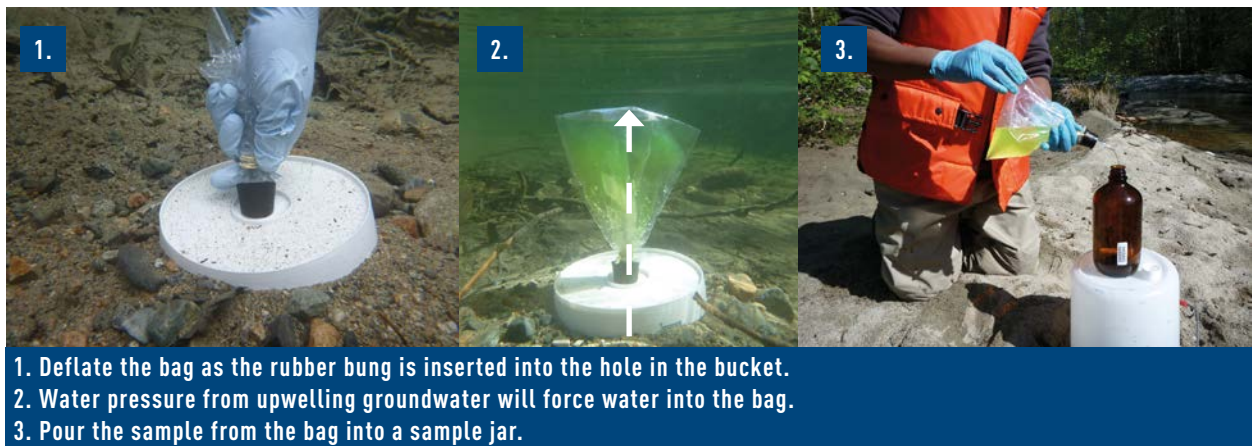 1.
2.
3.
1. Deflate the bag as the rubber bung is inserted into the hole in the bucket.
2. Water pressure from upwelling groundwater will force water into the bag.
3. Pour the sample from the bag into a sample jar.